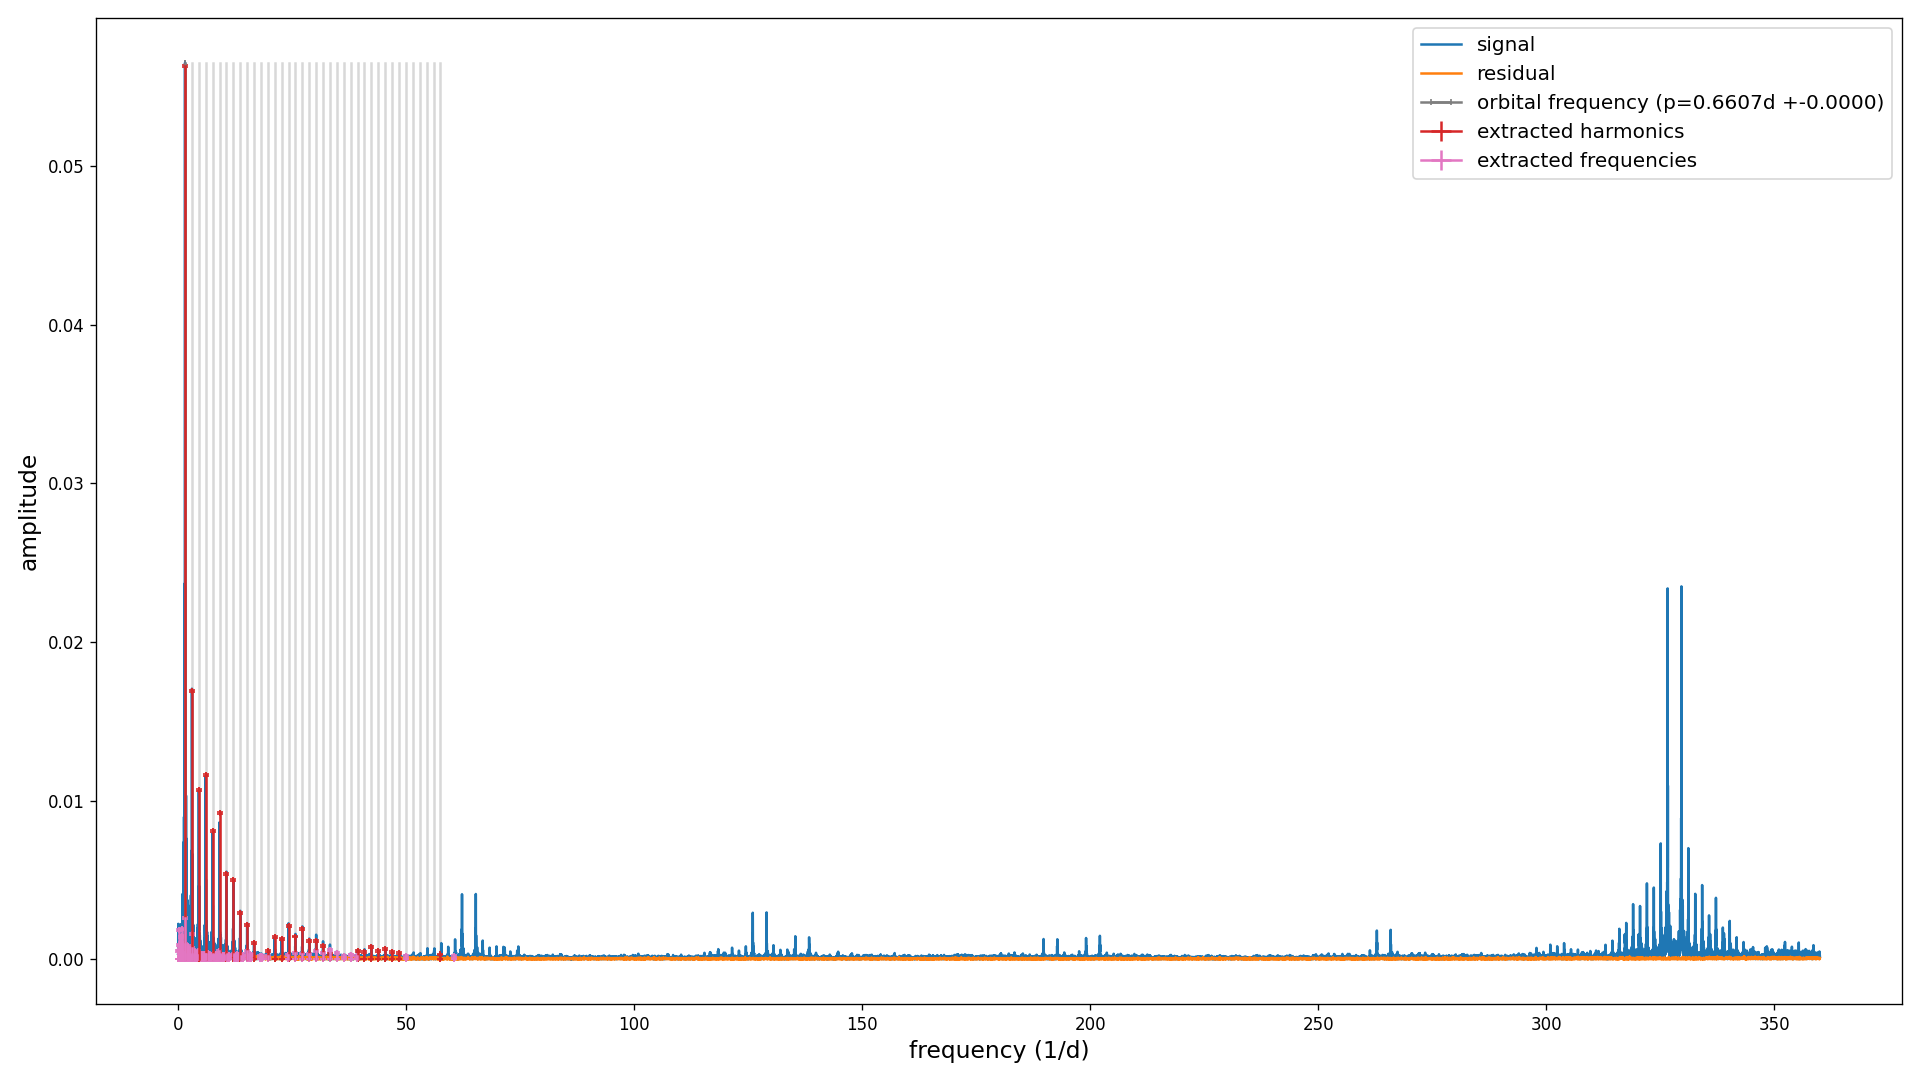 signal
residual
orbital frequency (p=0.6607d +-0.0000)
extracted harmonics
extracted frequencies
0.05
0.04
0.03
0.02
0.01
0.00
amplitude
0 50 100 150 200 250 300 350
frequency (1/d)